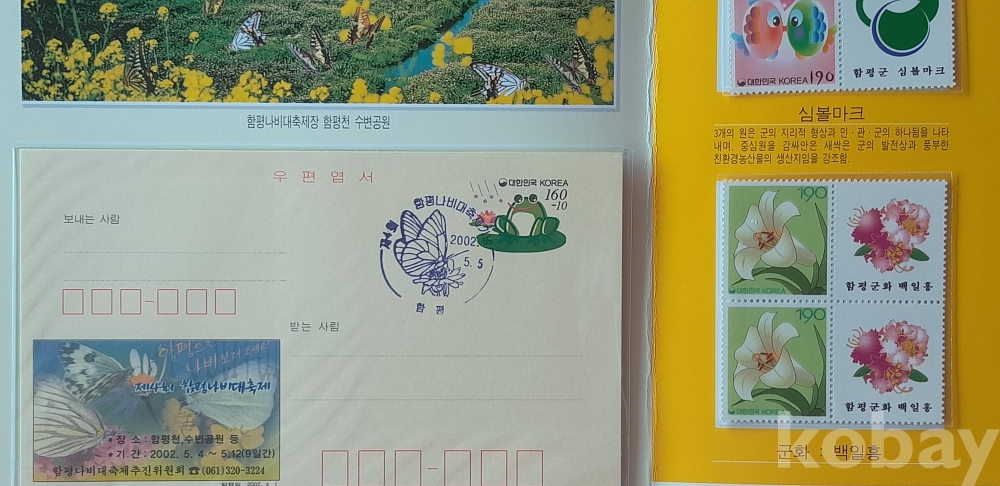 함평나비대축제장 함평천 수변공원
우 편 엽 서
보내는 사람
받는 사람
대한민국 KOREA
160
-10
제4회 함평나비대축제
2002.
5. 5
함 평
제4회 함평나비대축제
• 장 소 : 함평천,수변공원 등
• 기 간 : 2002. 5. 4 ~ 5.12(9일간)
함평나비대축제추진위원회 ☎(061)320-3224
대한민국 KOREA 190
함평군 심볼마크
심볼마크
3개의 원은 군의 지리적 형상과 민 · 관 · 군의 하나됨을 나타
내며, 중심원을 감싸안은 새싹은 군의 발전상과 풍부한
친환경농산물의 생산지임을 강조함.
190
대한민국 KOREA
함평군화 백일홍
190
대한민국 KOREA
함평군화 백일홍
군화 : 백일홍
kobay